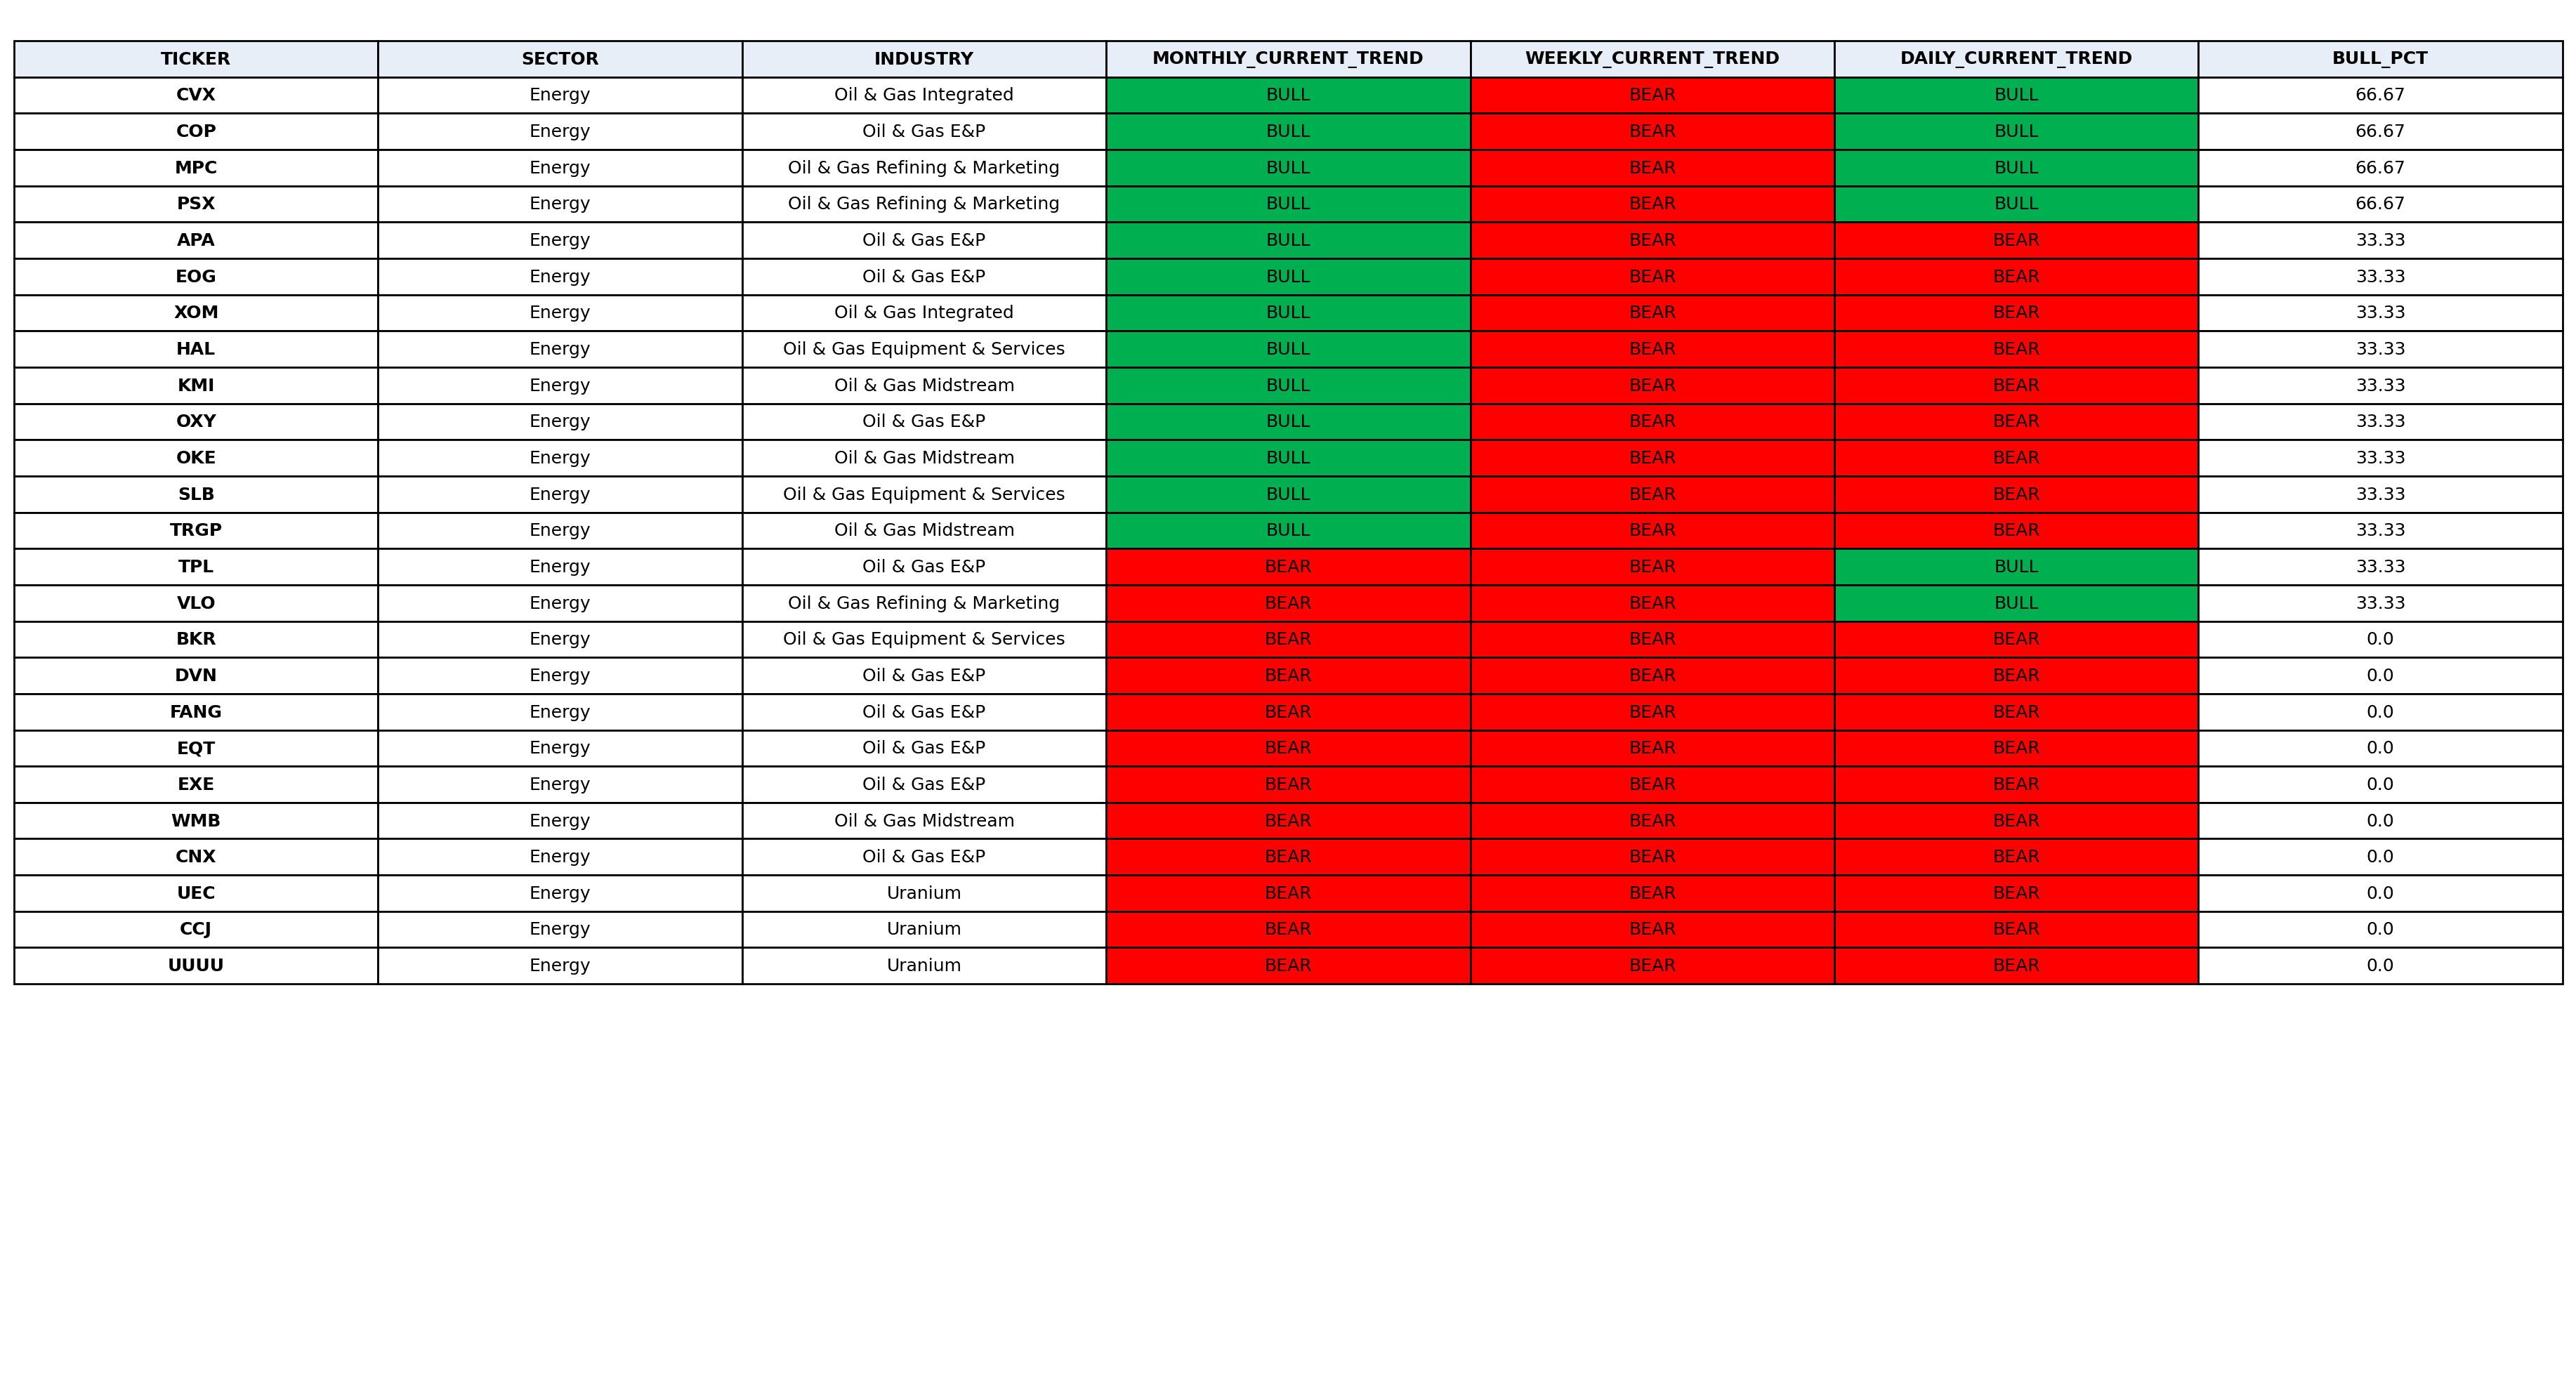 TICKER SECTOR INDUSTRY MONTHLY_CURRENT_TREND WEEKLY_CURRENT_TREND DAILY_CURRENT_TREND BULL_PCT
CVX Energy Oil & Gas Integrated BULL BEAR BULL 66.67
COP Energy Oil & Gas E&P BULL BEAR BULL 66.67
MPC Energy Oil & Gas Refining & Marketing BULL BEAR BULL 66.67
PSX Energy Oil & Gas Refining & Marketing BULL BEAR BULL 66.67
APA Energy Oil & Gas E&P BULL BEAR BEAR 33.33
EOG Energy Oil & Gas E&P BULL BEAR BEAR 33.33
XOM Energy Oil & Gas Integrated BULL BEAR BEAR 33.33
HAL Energy Oil & Gas Equipment & Services BULL BEAR BEAR 33.33
KMI Energy Oil & Gas Midstream BULL BEAR BEAR 33.33
OXY Energy Oil & Gas E&P BULL BEAR BEAR 33.33
OKE Energy Oil & Gas Midstream BULL BEAR BEAR 33.33
SLB Energy Oil & Gas Equipment & Services BULL BEAR BEAR 33.33
TRGP Energy Oil & Gas Midstream BULL BEAR BEAR 33.33
TPL Energy Oil & Gas E&P BEAR BEAR BULL 33.33
VLO Energy Oil & Gas Refining & Marketing BEAR BEAR BULL 33.33
BKR Energy Oil & Gas Equipment & Services BEAR BEAR BEAR 0.0
DVN Energy Oil & Gas E&P BEAR BEAR BEAR 0.0
FANG Energy Oil & Gas E&P BEAR BEAR BEAR 0.0
EQT Energy Oil & Gas E&P BEAR BEAR BEAR 0.0
EXE Energy Oil & Gas E&P BEAR BEAR BEAR 0.0
WMB Energy Oil & Gas Midstream BEAR BEAR BEAR 0.0
CNX Energy Oil & Gas E&P BEAR BEAR BEAR 0.0
UEC Energy Uranium BEAR BEAR BEAR 0.0
CCJ Energy Uranium BEAR BEAR BEAR 0.0
UUUU Energy Uranium BEAR BEAR BEAR 0.0